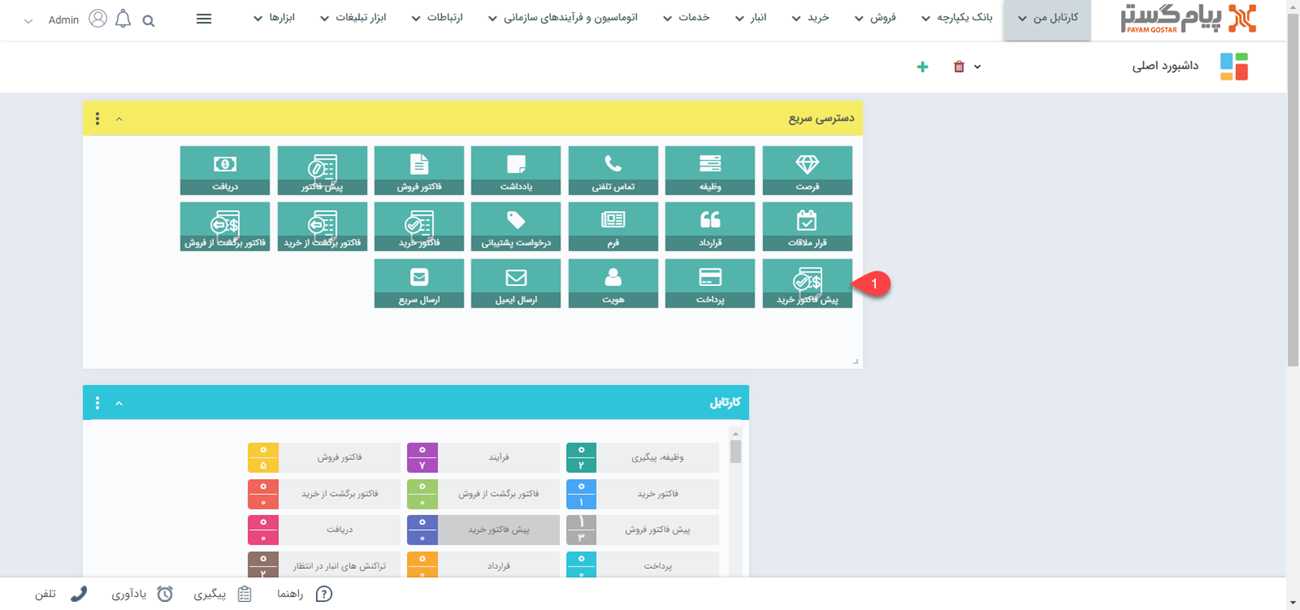 پیام گستر
PAYAM GOSTAR
کارتابل من
بانک یکپارچه
فروش
خرید
انبار
خدمات
اتوماسیون و فرآیندهای سازمانی
ارتباطات
ابزار تبلیغات
ابزارها
Admin
داشبورد اصلی
دسترسی سریع
فرصت
وظیفه
تماس تلفنی
یادداشت
فاکتور فروش
پیش فاکتور
دریافت
قرار ملاقات
قرارداد
فرم
درخواست پشتیبانی
فاکتور خرید
فاکتور برگشت از خرید
فاکتور برگشت از فروش
پیش فاکتور خرید
پرداخت
هویت
ارسال ایمیل
ارسال سریع
1
کارتابل
وظیفه، پیگیری
۰
۲
فرآیند
۰
۷
فاکتور فروش
۰
۵
فاکتور خرید
۰
۱
فاکتور برگشت از فروش
۰
۰
فاکتور برگشت از خرید
۰
۰
پیش فاکتور فروش
۱
۳
پیش فاکتور خرید
۰
۰
دریافت
۰
۰
پرداخت
۰
۰
قرارداد
۰
۰
تراکنش های انبار در انتظار
۰
۲
راهنما
پیگیری
یادآوری
تلفن